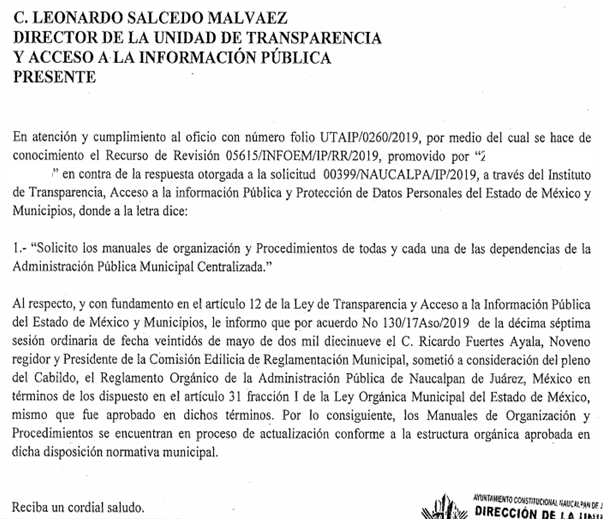 C. LEONARDO SALCEDO MALVAEZ
DIRECTOR DE LA UNIDAD DE TRANSPARENCIA
Y ACCESO A LA INFORMACIÓN PÚBLICA
PRESENTE
En atención y cumplimiento al oficio con número folio UTAIP/0260/2019, por medio del cual se hace de
conocimiento el Recurso de Revisión 05615/INFOEM/IP/RR/2019, promovido por “
” en contra de la respuesta otorgada a la solicitud 00399/NAUCALPA/IP/2019, a través del Instituto
de Transparencia, Acceso a la información Pública y Protección de Datos Personales del Estado de México y
Municipios, donde a la letra dice:
1.- “Solicito los manuales de organización y Procedimientos de todas y cada una de las dependencias de la
Administración Pública Municipal Centralizada.”
Al respecto, y con fundamento en el artículo 12 de la Ley de Transparencia y Acceso a la Información Pública
del Estado de México y Municipios, le informo que por acuerdo No 130/17Aso/2019 de la décima séptima
sesión ordinaria de fecha veintidós de mayo de dos mil diecinueve el C. Ricardo Fuertes Ayala, Noveno
regidor y Presidente de la Comisión Edilicia de Reglamentación Municipal, sometió a consideración del pleno
del Cabildo, el Reglamento Orgánico de la Administración Pública de Naucalpan de Juárez, México en
términos de los dispuesto en el artículo 31 fracción I de la Ley Orgánica Municipal del Estado de México,
mismo que fue aprobado en dichos términos. Por lo consiguiente, los Manuales de Organización y
Procedimientos se encuentran en proceso de actualización conforme a la estructura orgánica aprobada en
dicha disposición normativa municipal.
Reciba un cordial saludo.
AYUNTAMIENTO CONSTITUCIONAL NAUCALPAN DE J
DIRECCIÓN DE LA